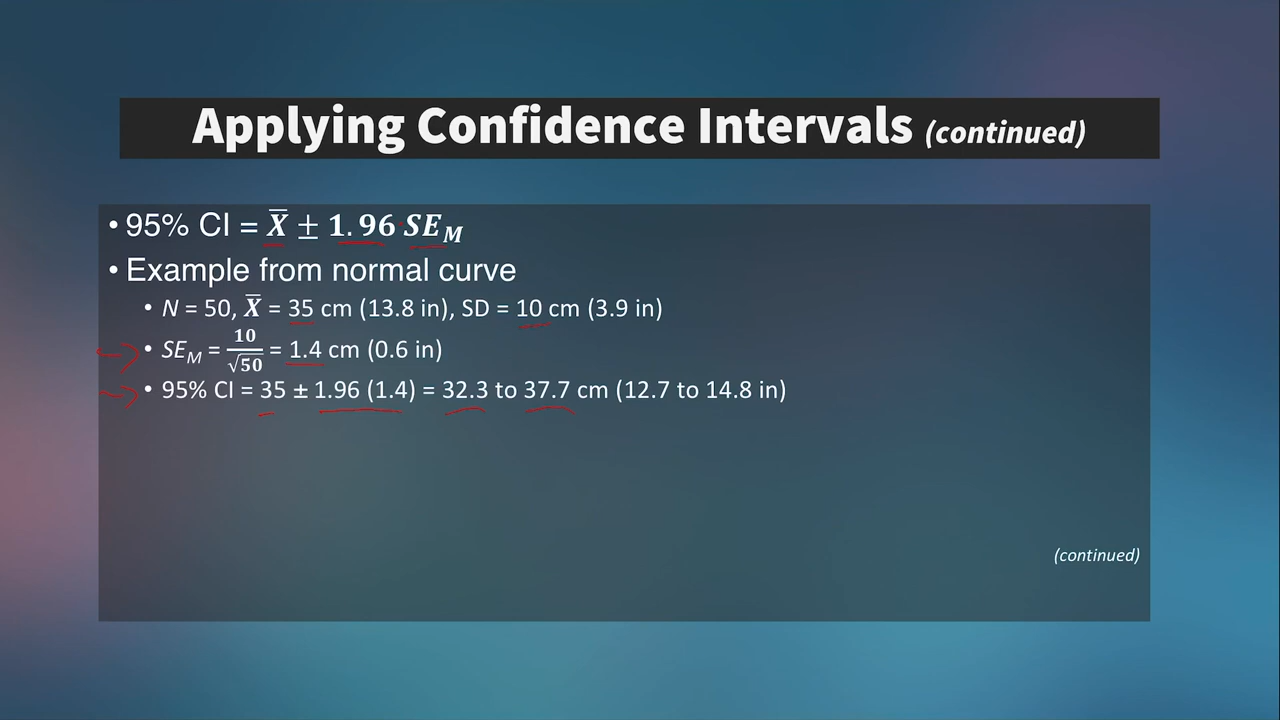 Applying Confidence Intervals (continued)
• 95% CI = X̅ ± 1.96 SE_M
• Example from normal curve
• N = 50, X̅ = 35 cm (13.8 in), SD = 10 cm (3.9 in)
• SE_M = 10/√50 = 1.4 cm (0.6 in)
• 95% CI = 35 ± 1.96 (1.4) = 32.3 to 37.7 cm (12.7 to 14.8 in)
(continued)